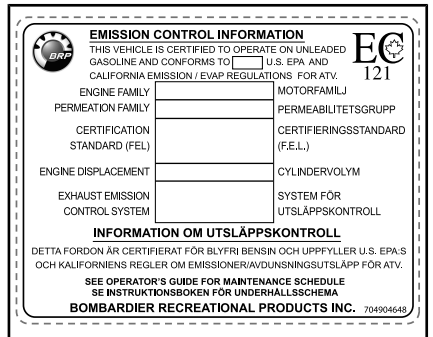 EMISSION CONTROL INFORMATION
THIS VEHICLE IS CERTIFIED TO OPERATE ON UNLEADED
GASOLINE AND CONFORMS TO U.S. EPA AND
CALIFORNIA EMISSION / EVAP REGULATIONS FOR ATV.
BRP
EC
121
ENGINE FAMILY MOTORFAMILJ
PERMEATION FAMILY PERMEABILITETSGRUPP
CERTIFICATION CERTIFIERINGSSTANDARD
STANDARD (FEL) (F.E.L.)
ENGINE DISPLACEMENT CYLINDERVOLYM
EXHAUST EMISSION SYSTEM FÖR
CONTROL SYSTEM UTSLÄPPSKONTROLL
INFORMATION OM UTSLÄPPSKONTROLL
DETTA FORDON ÄR CERTIFIERAT FÖR BLYFRI BENSIN OCH UPPFYLLER U.S. EPA:S
OCH KALIFORNIENS REGLER OM EMISSIONER/AVDUNSNINGSUTSLÄPP FÖR ATV.
SEE OPERATOR'S GUIDE FOR MAINTENANCE SCHEDULE
SE INSTRUKTIONSBOKEN FÖR UNDERHÅLLSSCHEMA
BOMBARDIER RECREATIONAL PRODUCTS INC. 704904648